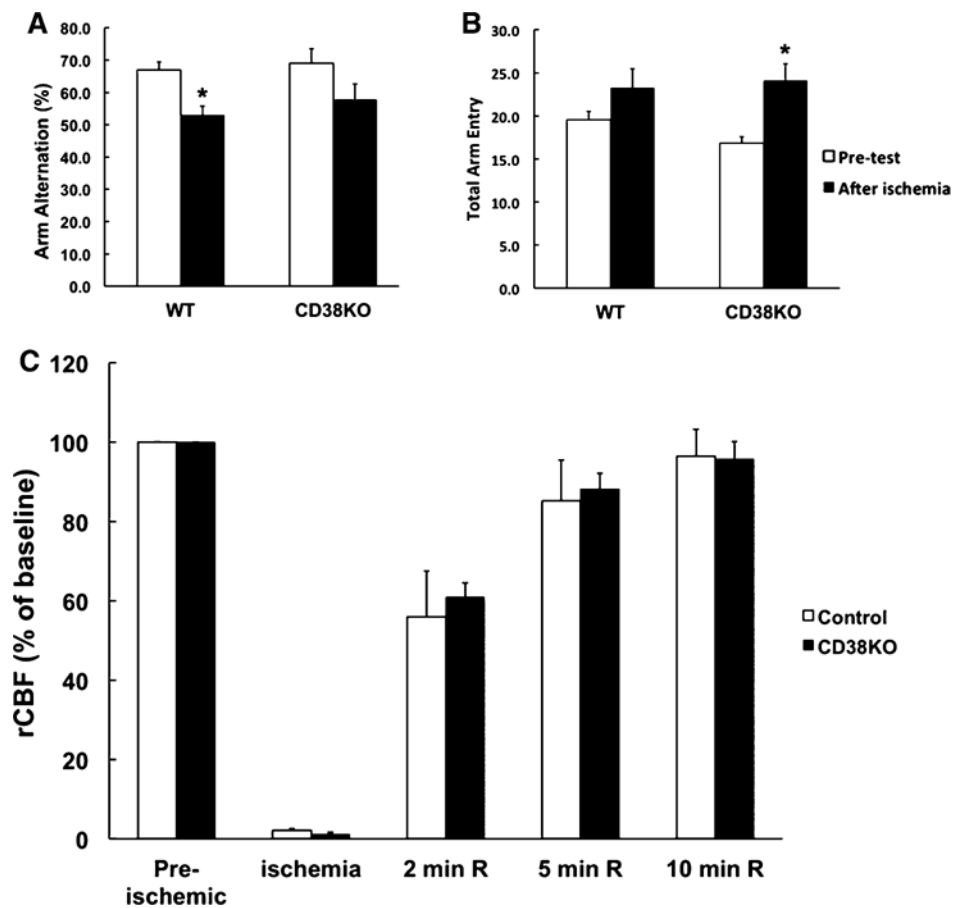 A
Arm Alternation (%)
80.0
70.0
60.0
50.0
40.0
30.0
20.0
10.0
0.0
*
WT
CD38KO
B
Total Arm Entry
30.0
25.0
20.0
15.0
10.0
5.0
0.0
*
WT
CD38KO
Pre-test
After ischemia
C
rCBF (% of baseline)
120
100
80
60
40
20
0
Pre-
ischemic
ischemia
2 min R
5 min R
10 min R
Control
CD38KO